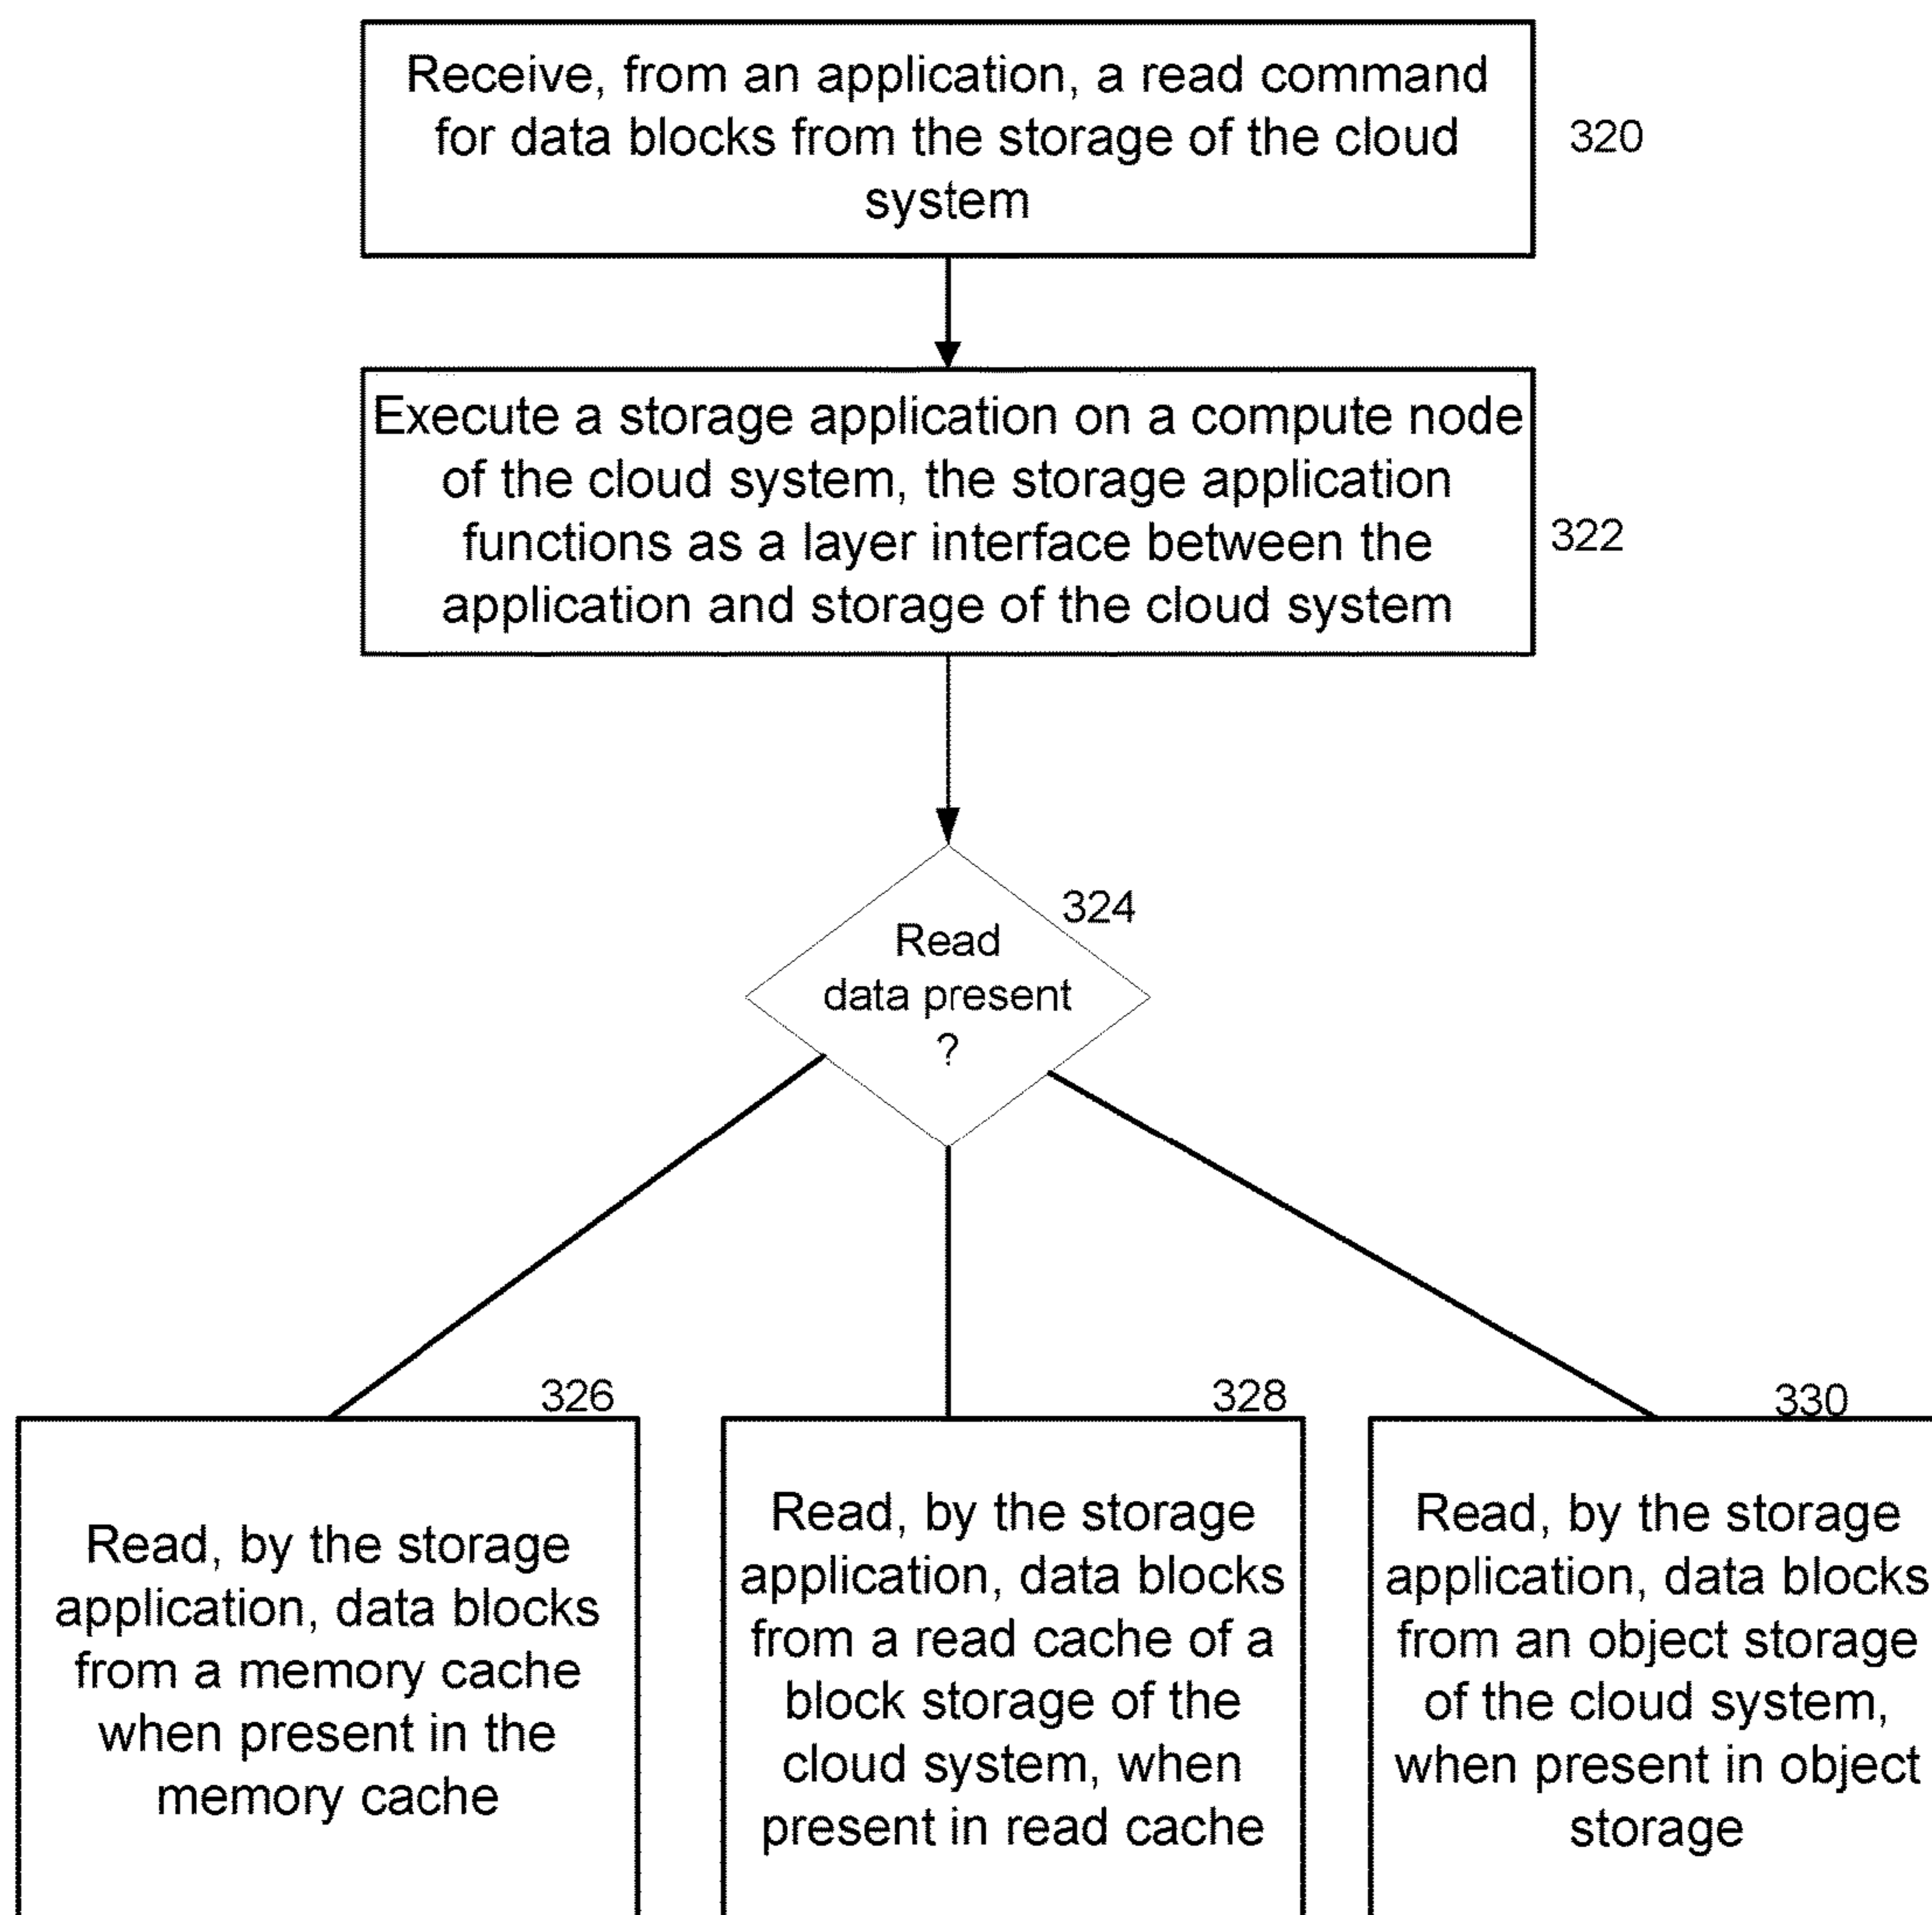 Receive, from an application, a read command
for data blocks from the storage of the cloud
system
320
Execute a storage application on a compute node
of the cloud system, the storage application
functions as a layer interface between the
application and storage of the cloud system
322
324
Read
data present
?
326
Read, by the storage
application, data blocks
from a memory cache
when present in the
memory cache
328
Read, by the storage
application, data blocks
from a read cache of a
block storage of the
cloud system, when
present in read cache
330
Read, by the storage
application, data blocks
from an object storage
of the cloud system,
when present in object
storage